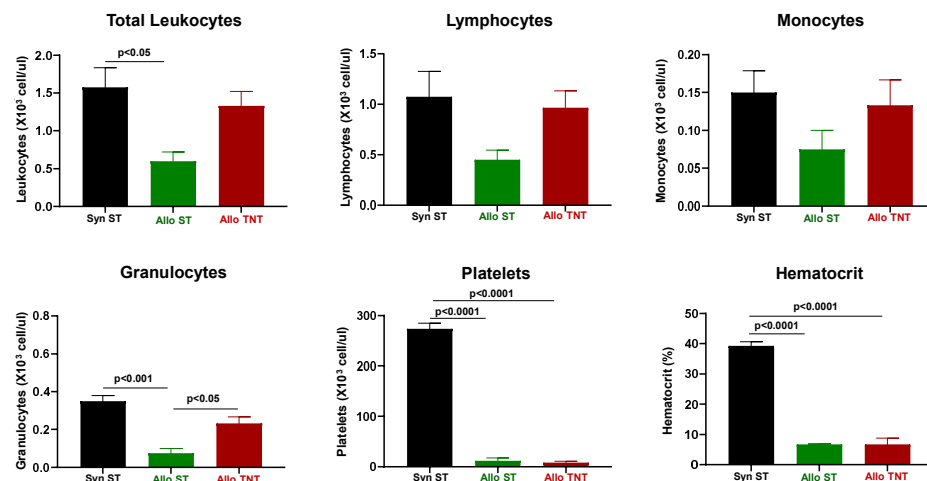 Total Leukocytes
Leukocytes (X10³ cell/ul)
2.0
1.5
1.0
0.5
0.0
p<0.05
Syn ST
Allo ST
Allo TNT
Lymphocytes
Lymphocytes (X10³ cell/ul)
1.5
1.0
0.5
0.0
Syn ST
Allo ST
Allo TNT
Monocytes
Monocytes (X10³ cell/ul)
0.20
0.15
0.10
0.05
0.00
Syn ST
Allo ST
Allo TNT
Granulocytes
Granulocytes (X10³ cell/ul)
0.8
0.6
0.4
0.2
0.0
p<0.001
p<0.05
Syn ST
Allo ST
Allo TNT
Platelets
Platelets (X10³ cell/ul)
300
200
100
0
p<0.0001
p<0.0001
Syn ST
Allo ST
Allo TNT
Hematocrit
Hematocrit (%)
50
40
30
20
10
0
p<0.0001
p<0.0001
Syn ST
Allo ST
Allo TNT